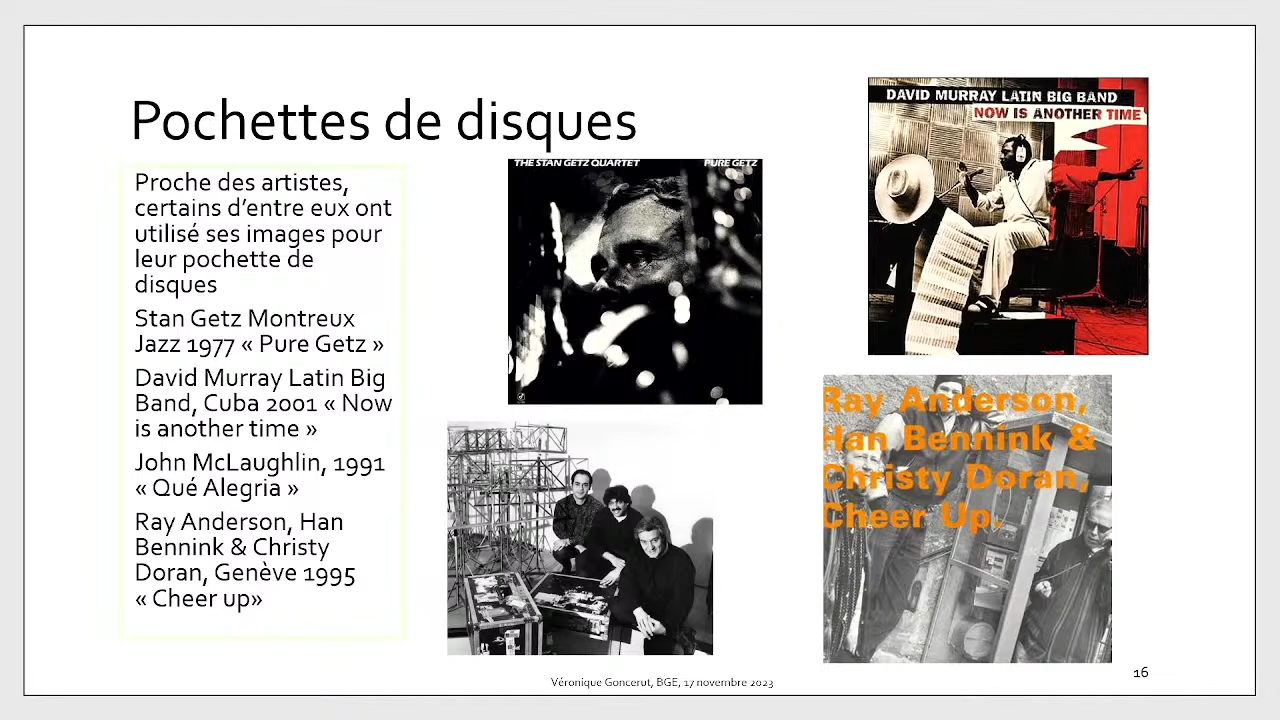 Pochettes de disques
Proche des artistes,
certains d’entre eux ont
utilisé ses images pour
leur pochette de
disques
Stan Getz Montreux
Jazz 1977 « Pure Getz »
David Murray Latin Big
Band, Cuba 2001 « Now
is another time »
John McLaughlin, 1991
« Qué Alegria »
Ray Anderson, Han
Bennink & Christy
Doran, Genève 1995
« Cheer up»
THE STAN GETZ QUARTET PURE GETZ
DAVID MURRAY LATIN BIG BAND
NOW IS ANOTHER TIME
Ray Anderson,
Han Bennink &
Christy Doran,
Cheer Up.
Véronique Goncerut, BGE, 17 novembre 2023
16